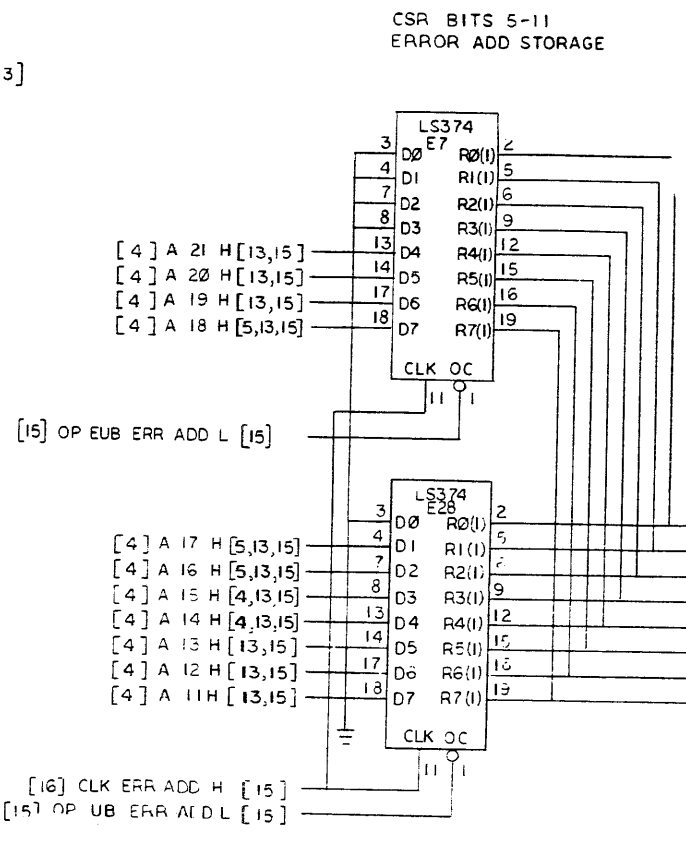 CSR BITS 5-11
ERROR ADD STORAGE
3]
LS374
E7
3 DØ RØ(1) 2
4 D1 R1(1) 5
7 D2 R2(1) 6
8 D3 R3(1) 9
[4] A 21 H [13,15] 13 D4 R4(1) 12
[4] A 20 H [13,15] 14 D5 R5(1) 15
[4] A 19 H [13,15] 17 D6 R6(1) 16
[4] A 18 H [5,13,15] 18 D7 R7(1) 19
CLK OC
11 1
[15] OP EUB ERR ADD L [15]
LS374
E28
3 DØ RØ(1) 2
[4] A 17 H [5,13,15] 4 D1 R1(1) 5
[4] A 16 H [5,13,15] 7 D2 R2(1)
[4] A 15 H [4,13,15] 8 D3 R3(1) 9
[4] A 14 H [4,13,15] 13 D4 R4(1) 12
[4] A 13 H [13,15] 14 D5 R5(1) 15
[4] A 12 H [13,15] 17 D6 R6(1) 16
[4] A 11 H [13,15] 18 D7 R7(1) 19
CLK OC
11 1
[16] CLK ERR ADD H [15]
[15] OP UB ERR ADD L [15]